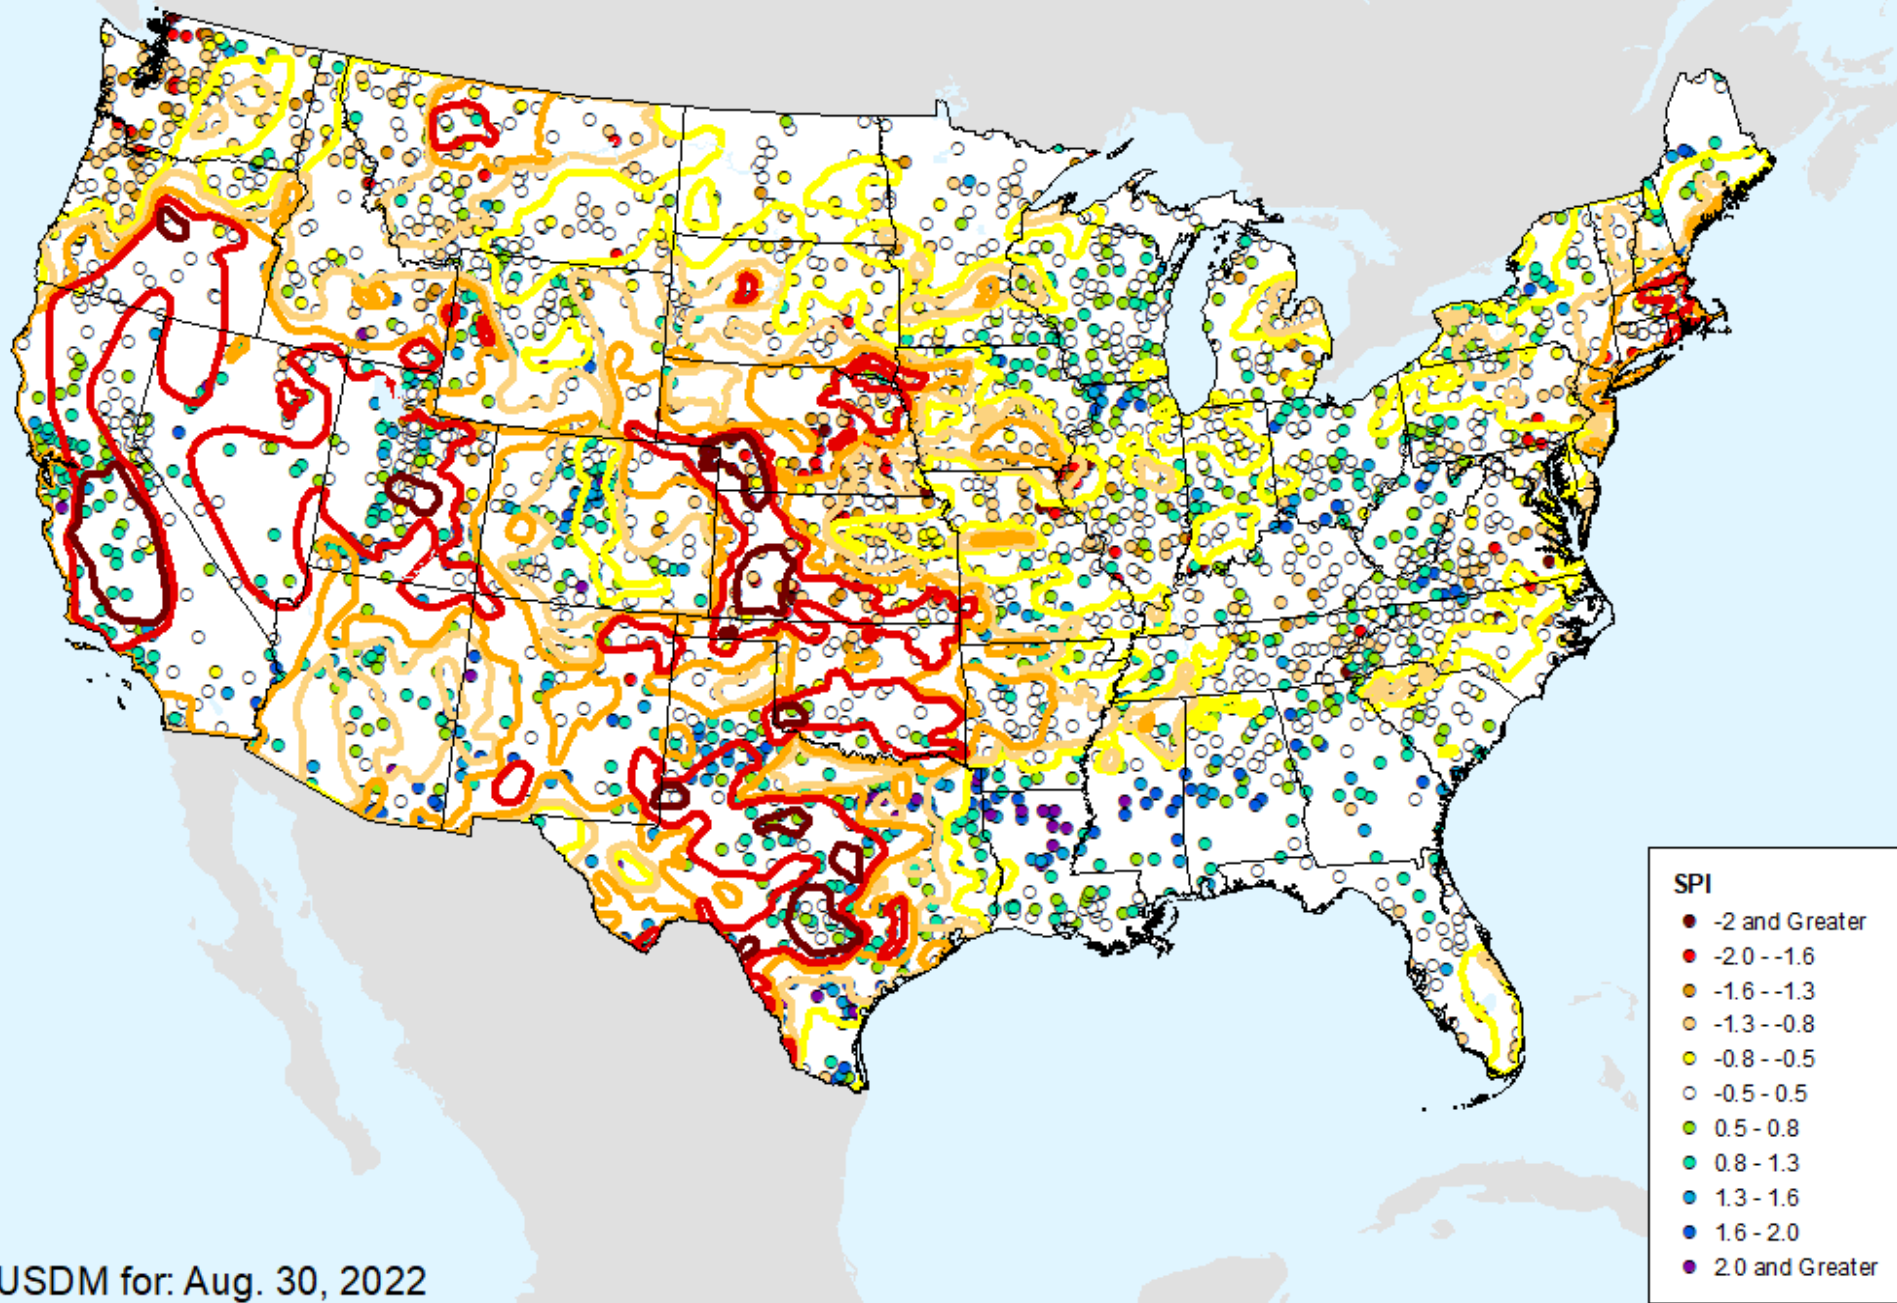 SPI
-2 and Greater
-2.0 - -1.6
-1.6 - -1.3
-1.3 - -0.8
-0.8 - -0.5
-0.5 - 0.5
0.5 - 0.8
0.8 - 1.3
1.3 - 1.6
1.6 - 2.0
2.0 and Greater
USDM for: Aug. 30, 2022